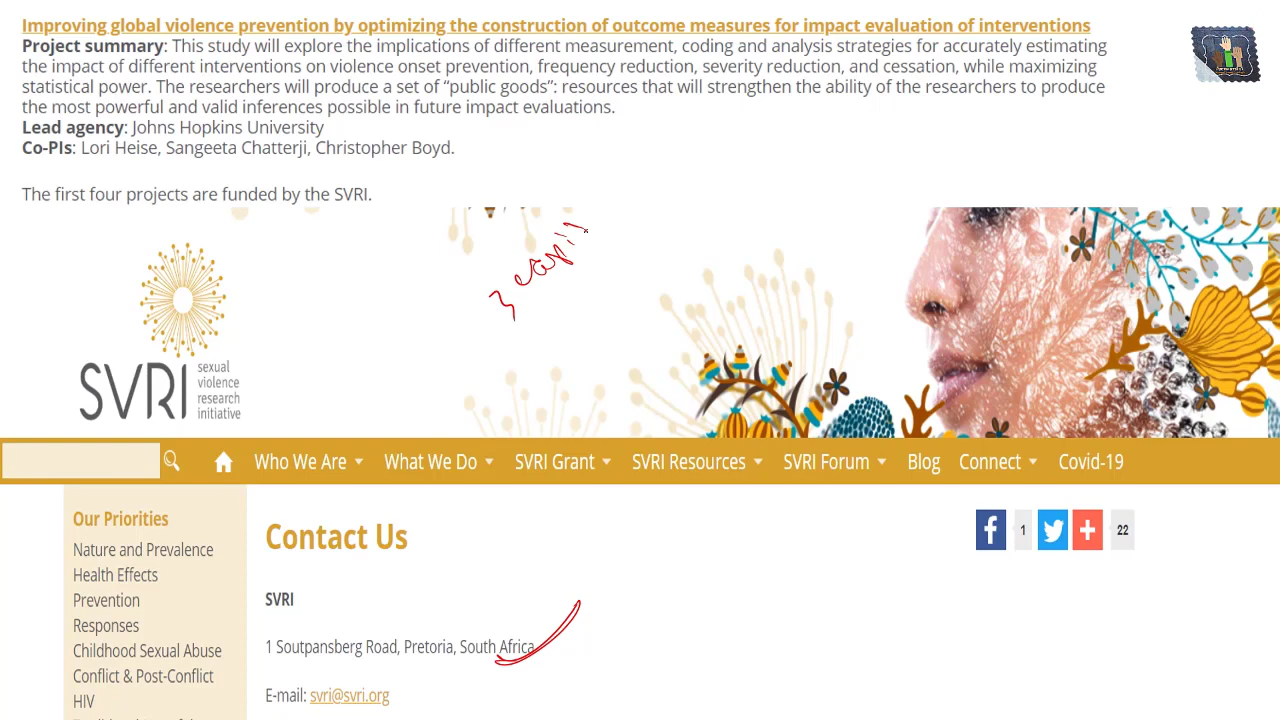 Improving global violence prevention by optimizing the construction of outcome measures for impact evaluation of interventions
Project summary: This study will explore the implications of different measurement, coding and analysis strategies for accurately estimating
the impact of different interventions on violence onset prevention, frequency reduction, severity reduction, and cessation, while maximizing
statistical power. The researchers will produce a set of “public goods”: resources that will strengthen the ability of the researchers to produce
the most powerful and valid inferences possible in future impact evaluations.
Lead agency: Johns Hopkins University
Co-PIs: Lori Heise, Sangeeta Chatterji, Christopher Boyd.
The first four projects are funded by the SVRI.
SVRI sexual
violence
research
initiative
Who We Are What We Do SVRI Grant SVRI Resources SVRI Forum Blog Connect Covid-19
Our Priorities
Nature and Prevalence
Health Effects
Prevention
Responses
Childhood Sexual Abuse
Conflict & Post-Conflict
HIV
Contact Us
1
22
SVRI
1 Soutpansberg Road, Pretoria, South Africa
E-mail: svri@svri.org